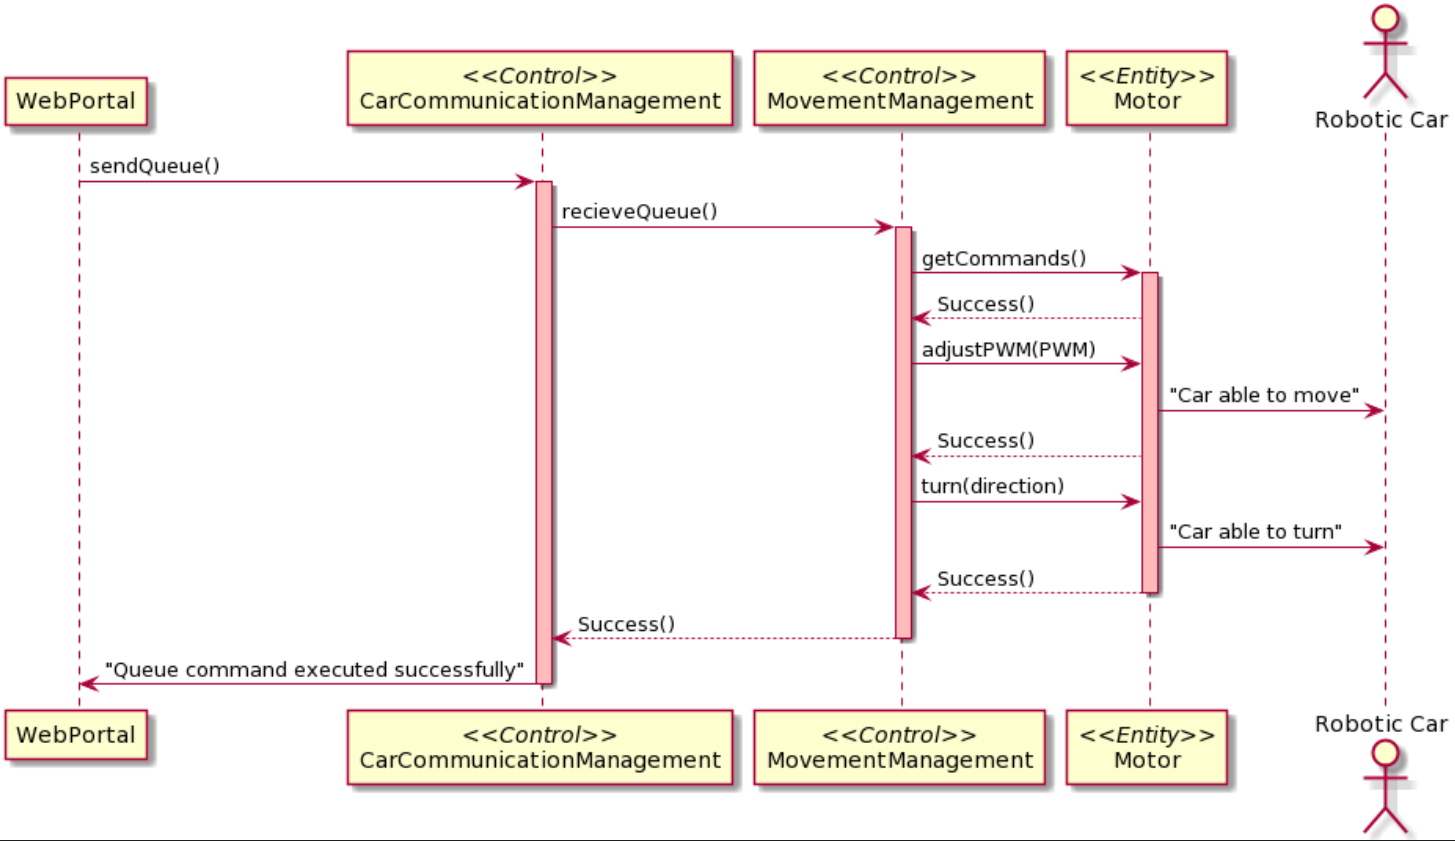 Robotic Car
WebPortal
<<Control>>
CarCommunicationManagement
<<Control>>
MovementManagement
<<Entity>>
Motor
sendQueue()
recieveQueue()
getCommands()
Success()
adjustPWM(PWM)
"Car able to move"
Success()
turn(direction)
"Car able to turn"
Success()
Success()
"Queue command executed successfully"
WebPortal
<<Control>>
CarCommunicationManagement
<<Control>>
MovementManagement
<<Entity>>
Motor
Robotic Car